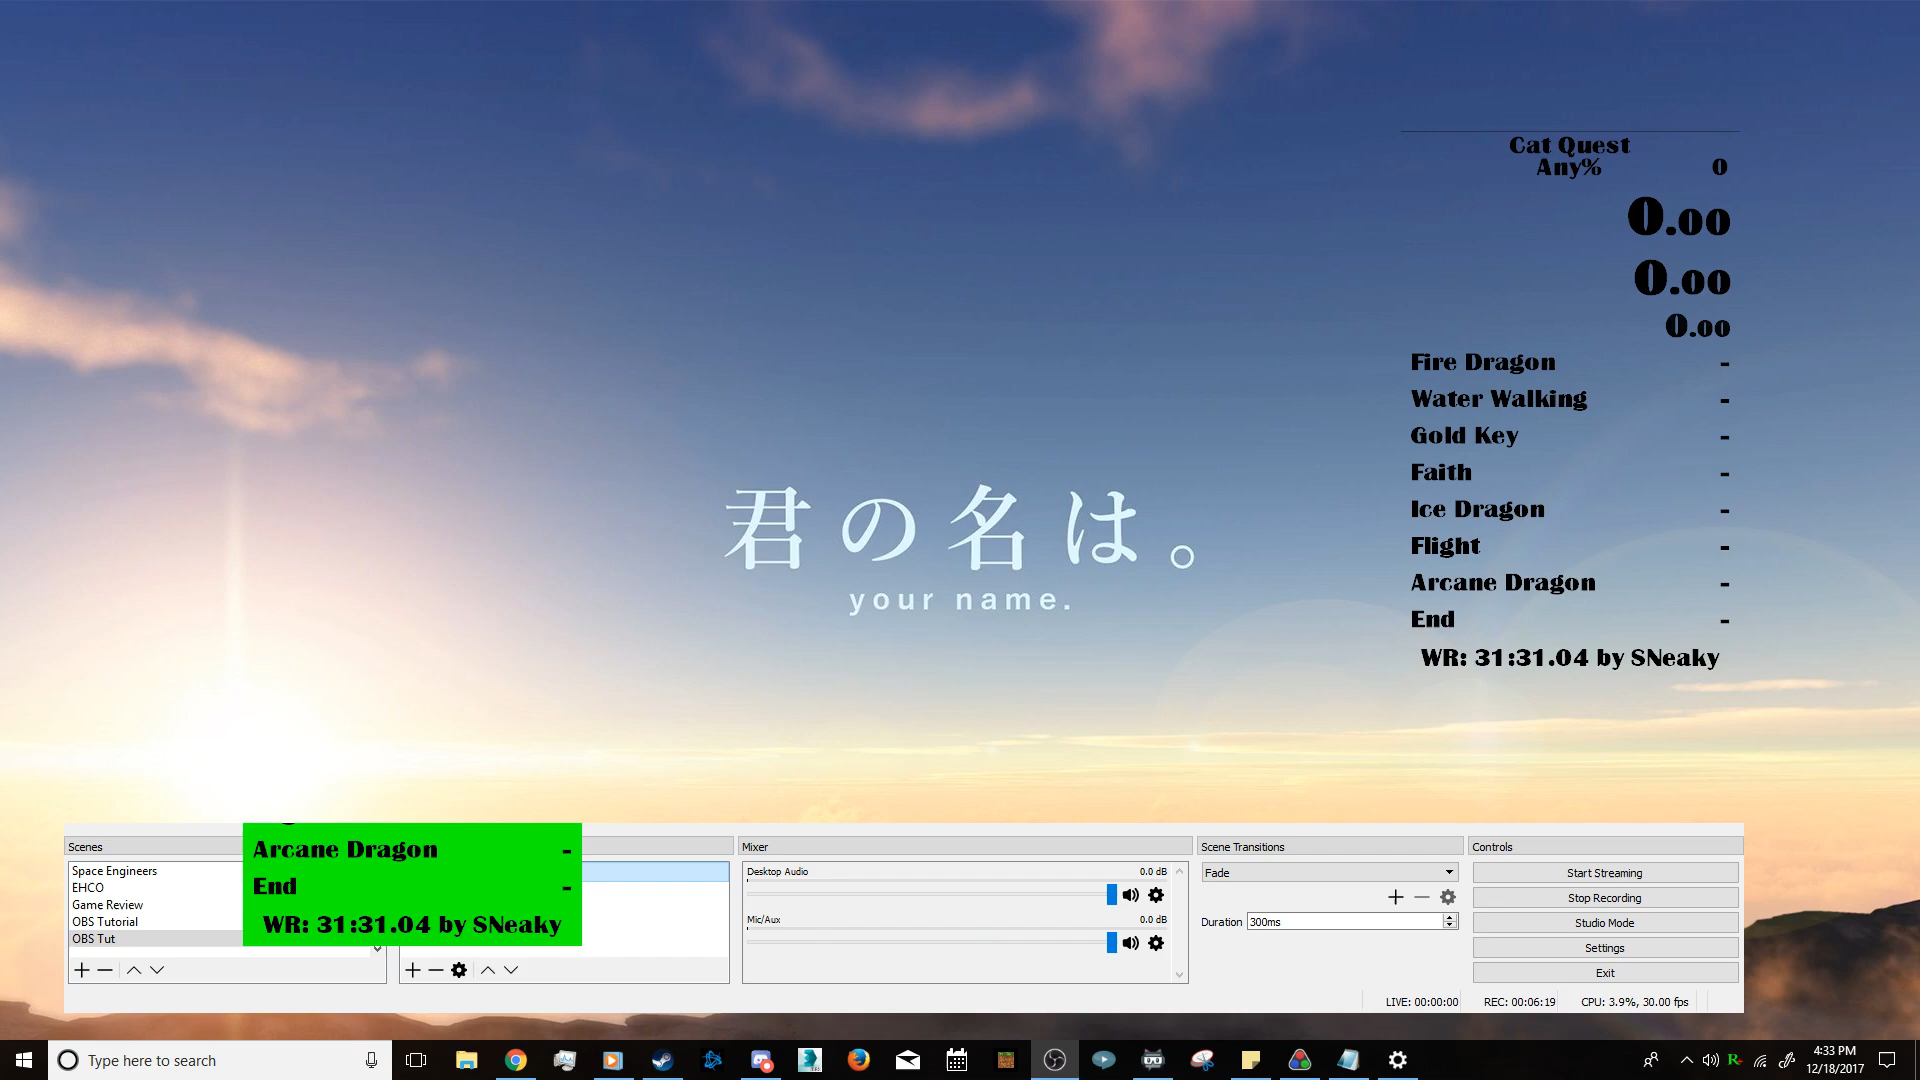 Cat Quest
Any% 0
0.00
0.00
0.00
Fire Dragon -
Water Walking -
Gold Key -
Faith -
Ice Dragon -
Flight -
Arcane Dragon -
End -
WR: 31:31.04 by SNeaky
君の名は。
your name.
Scenes
Space Engineers
EHCO
Game Review
OBS Tutorial
OBS Tut
Arcane Dragon -
End -
WR: 31:31.04 by SNeaky
Mixer
Desktop Audio 0.0 dB
Mic/Aux 0.0 dB
Scene Transitions
Fade
Duration 300ms
Controls
Start Streaming
Stop Recording
Studio Mode
Settings
Exit
LIVE: 00:00:00 REC: 00:06:19 CPU: 3.9%, 30.00 fps
Type here to search
4:33 PM
12/18/2017